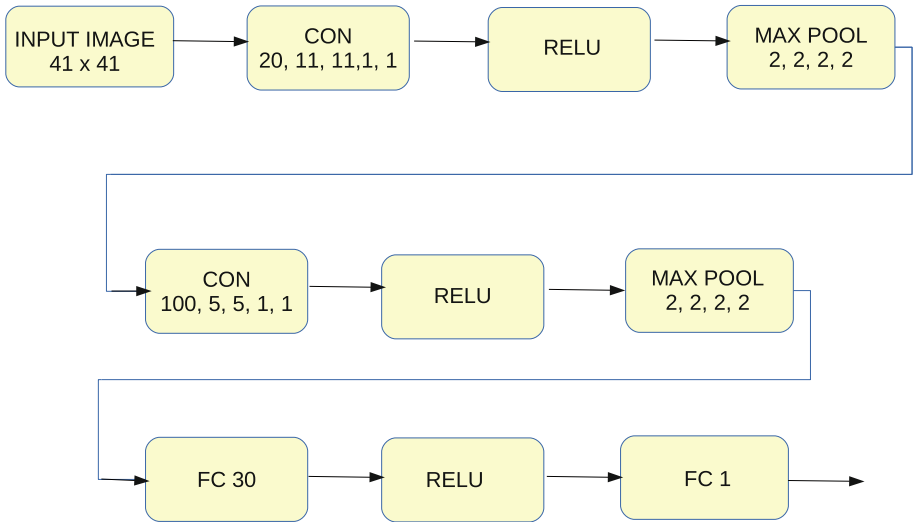 INPUT IMAGE
41 x 41
CON
20, 11, 11,1, 1
RELU
MAX POOL
2, 2, 2, 2
CON
100, 5, 5, 1, 1
RELU
MAX POOL
2, 2, 2, 2
FC 30
RELU
FC 1